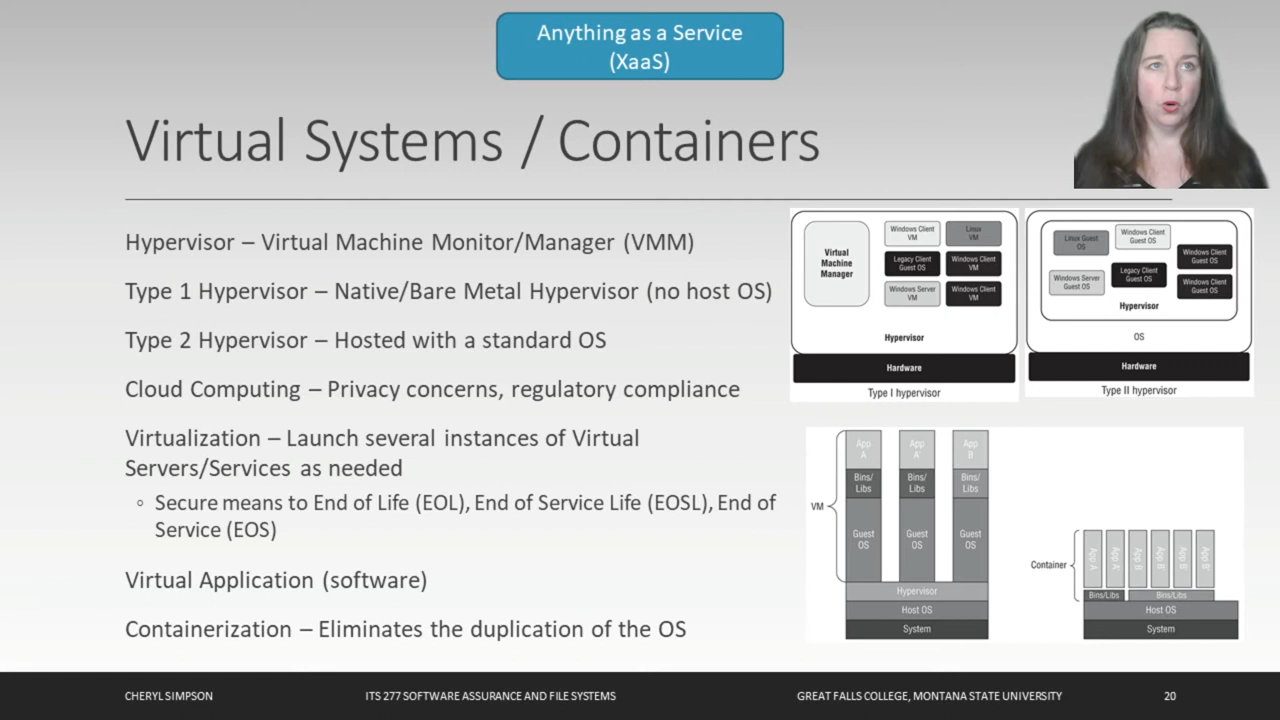 Anything as a Service
(XaaS)
Virtual Systems / Containers
Hypervisor – Virtual Machine Monitor/Manager (VMM)
Type 1 Hypervisor – Native/Bare Metal Hypervisor (no host OS)
Type 2 Hypervisor – Hosted with a standard OS
Cloud Computing – Privacy concerns, regulatory compliance
Virtualization – Launch several instances of Virtual
Servers/Services as needed
Secure means to End of Life (EOL), End of Service Life (EOSL), End of
Service (EOS)
Virtual Application (software)
Containerization – Eliminates the duplication of the OS
Virtual
Machine
Manager
Windows Client
VM
Linux
VM
Legacy Client
Guest OS
Windows Client
VM
Windows Server
VM
Windows Client
VM
Hypervisor
Hardware
Type I hypervisor
Linux Guest
OS
Windows Client
Guest OS
Windows Client
Guest OS
Windows Server
Guest OS
Legacy Client
Guest OS
Windows Client
Guest OS
Hypervisor
OS
Hardware
Type II hypervisor
VM
App
A
App
A'
App
B
Bins/
Libs
Bins/
Libs
Bins/
Libs
Guest
OS
Guest
OS
Guest
OS
Hypervisor
Host OS
System
Container
App A
App A'
App B
App B'
App B'
App B'
Bins/Libs
Bins/Libs
Host OS
System
CHERYL SIMPSON
ITS 277 SOFTWARE ASSURANCE AND FILE SYSTEMS
GREAT FALLS COLLEGE, MONTANA STATE UNIVERSITY
20